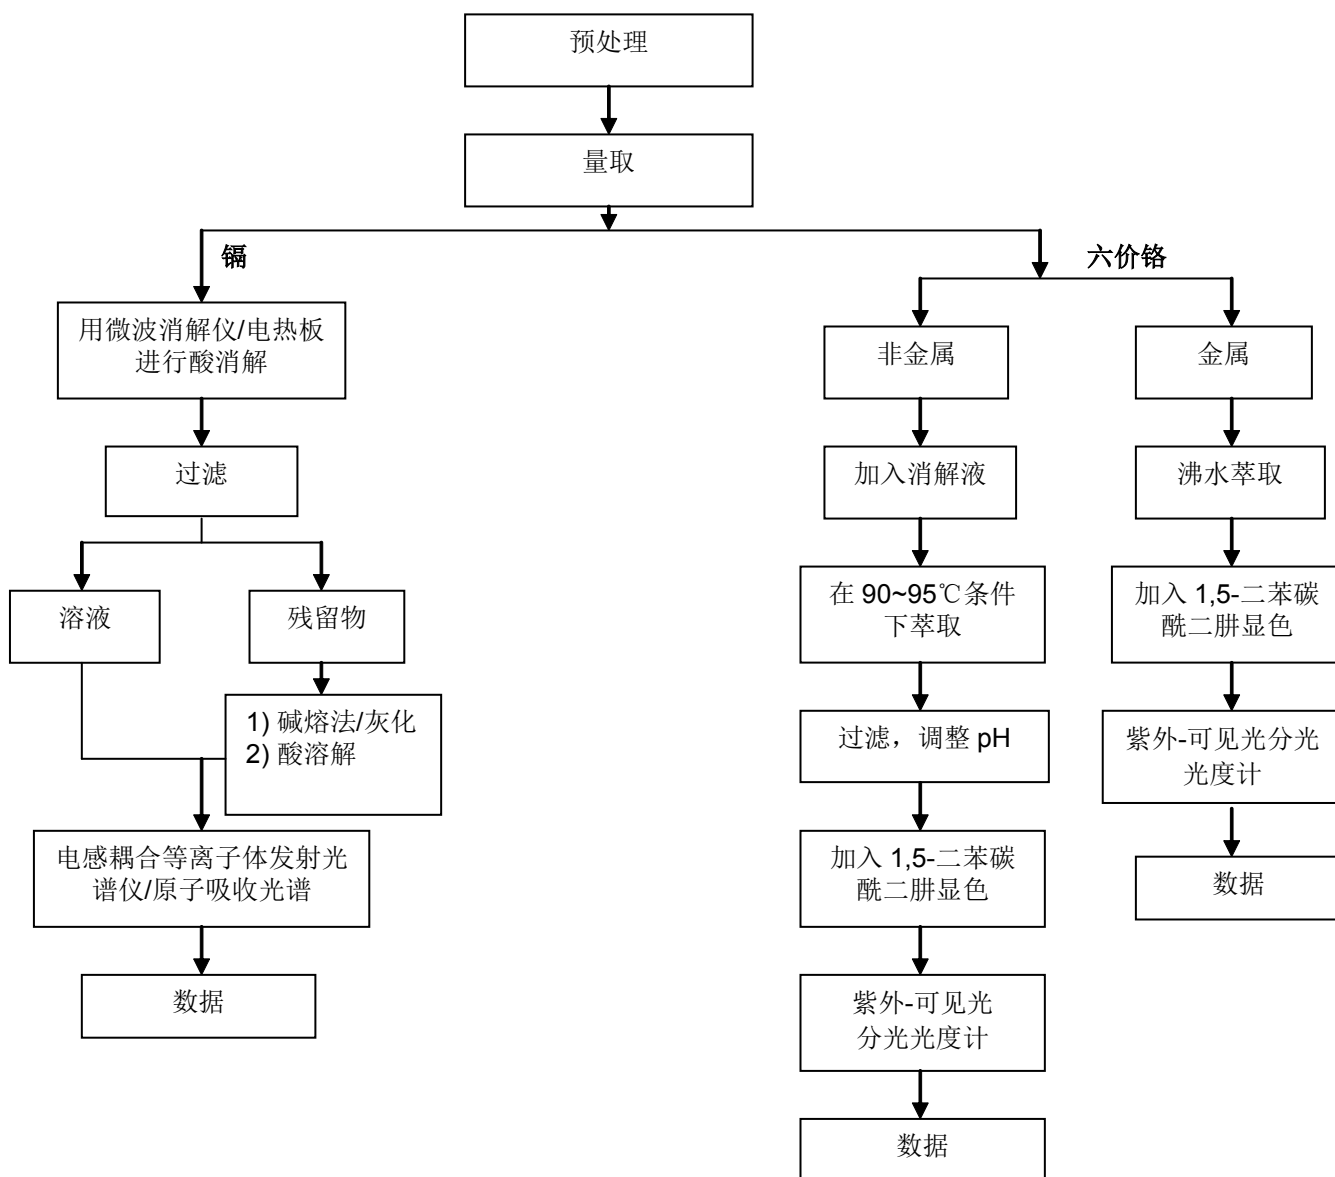 预处理
量取
镉
六价铬
用微波消解仪/电热板
进行酸消解
过滤
溶液
残留物
1) 碱熔法/灰化
2) 酸溶解
电感耦合等离子体发射光
谱仪/原子吸收光谱
数据
非金属
加入消解液
在 90~95℃条件
下萃取
过滤，调整 pH
加入 1,5-二苯碳
酰二肼显色
紫外-可见光
分光光度计
数据
金属
沸水萃取
加入 1,5-二苯碳
酰二肼显色
紫外-可见光分光
光度计
数据